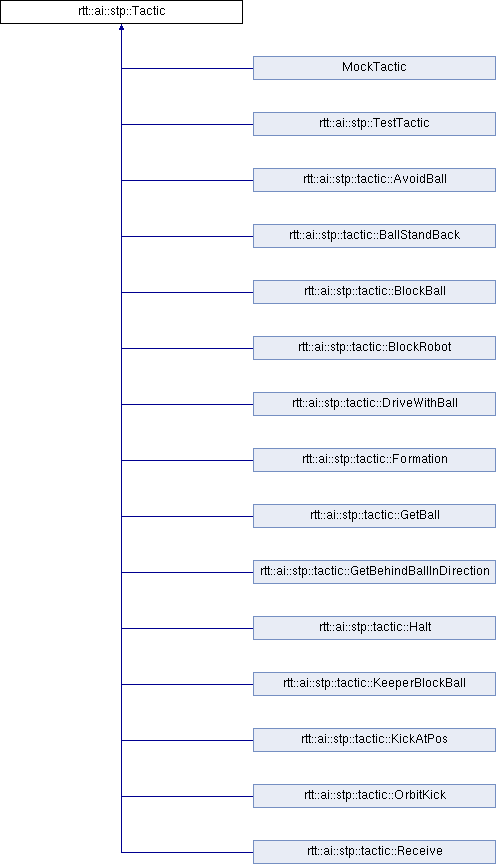 rtt::ai::stp::Tactic
MockTactic
rtt::ai::stp::TestTactic
rtt::ai::stp::tactic::AvoidBall
rtt::ai::stp::tactic::BallStandBack
rtt::ai::stp::tactic::BlockBall
rtt::ai::stp::tactic::BlockRobot
rtt::ai::stp::tactic::DriveWithBall
rtt::ai::stp::tactic::Formation
rtt::ai::stp::tactic::GetBall
rtt::ai::stp::tactic::GetBehindBallInDirection
rtt::ai::stp::tactic::Halt
rtt::ai::stp::tactic::KeeperBlockBall
rtt::ai::stp::tactic::KickAtPos
rtt::ai::stp::tactic::OrbitKick
rtt::ai::stp::tactic::Receive